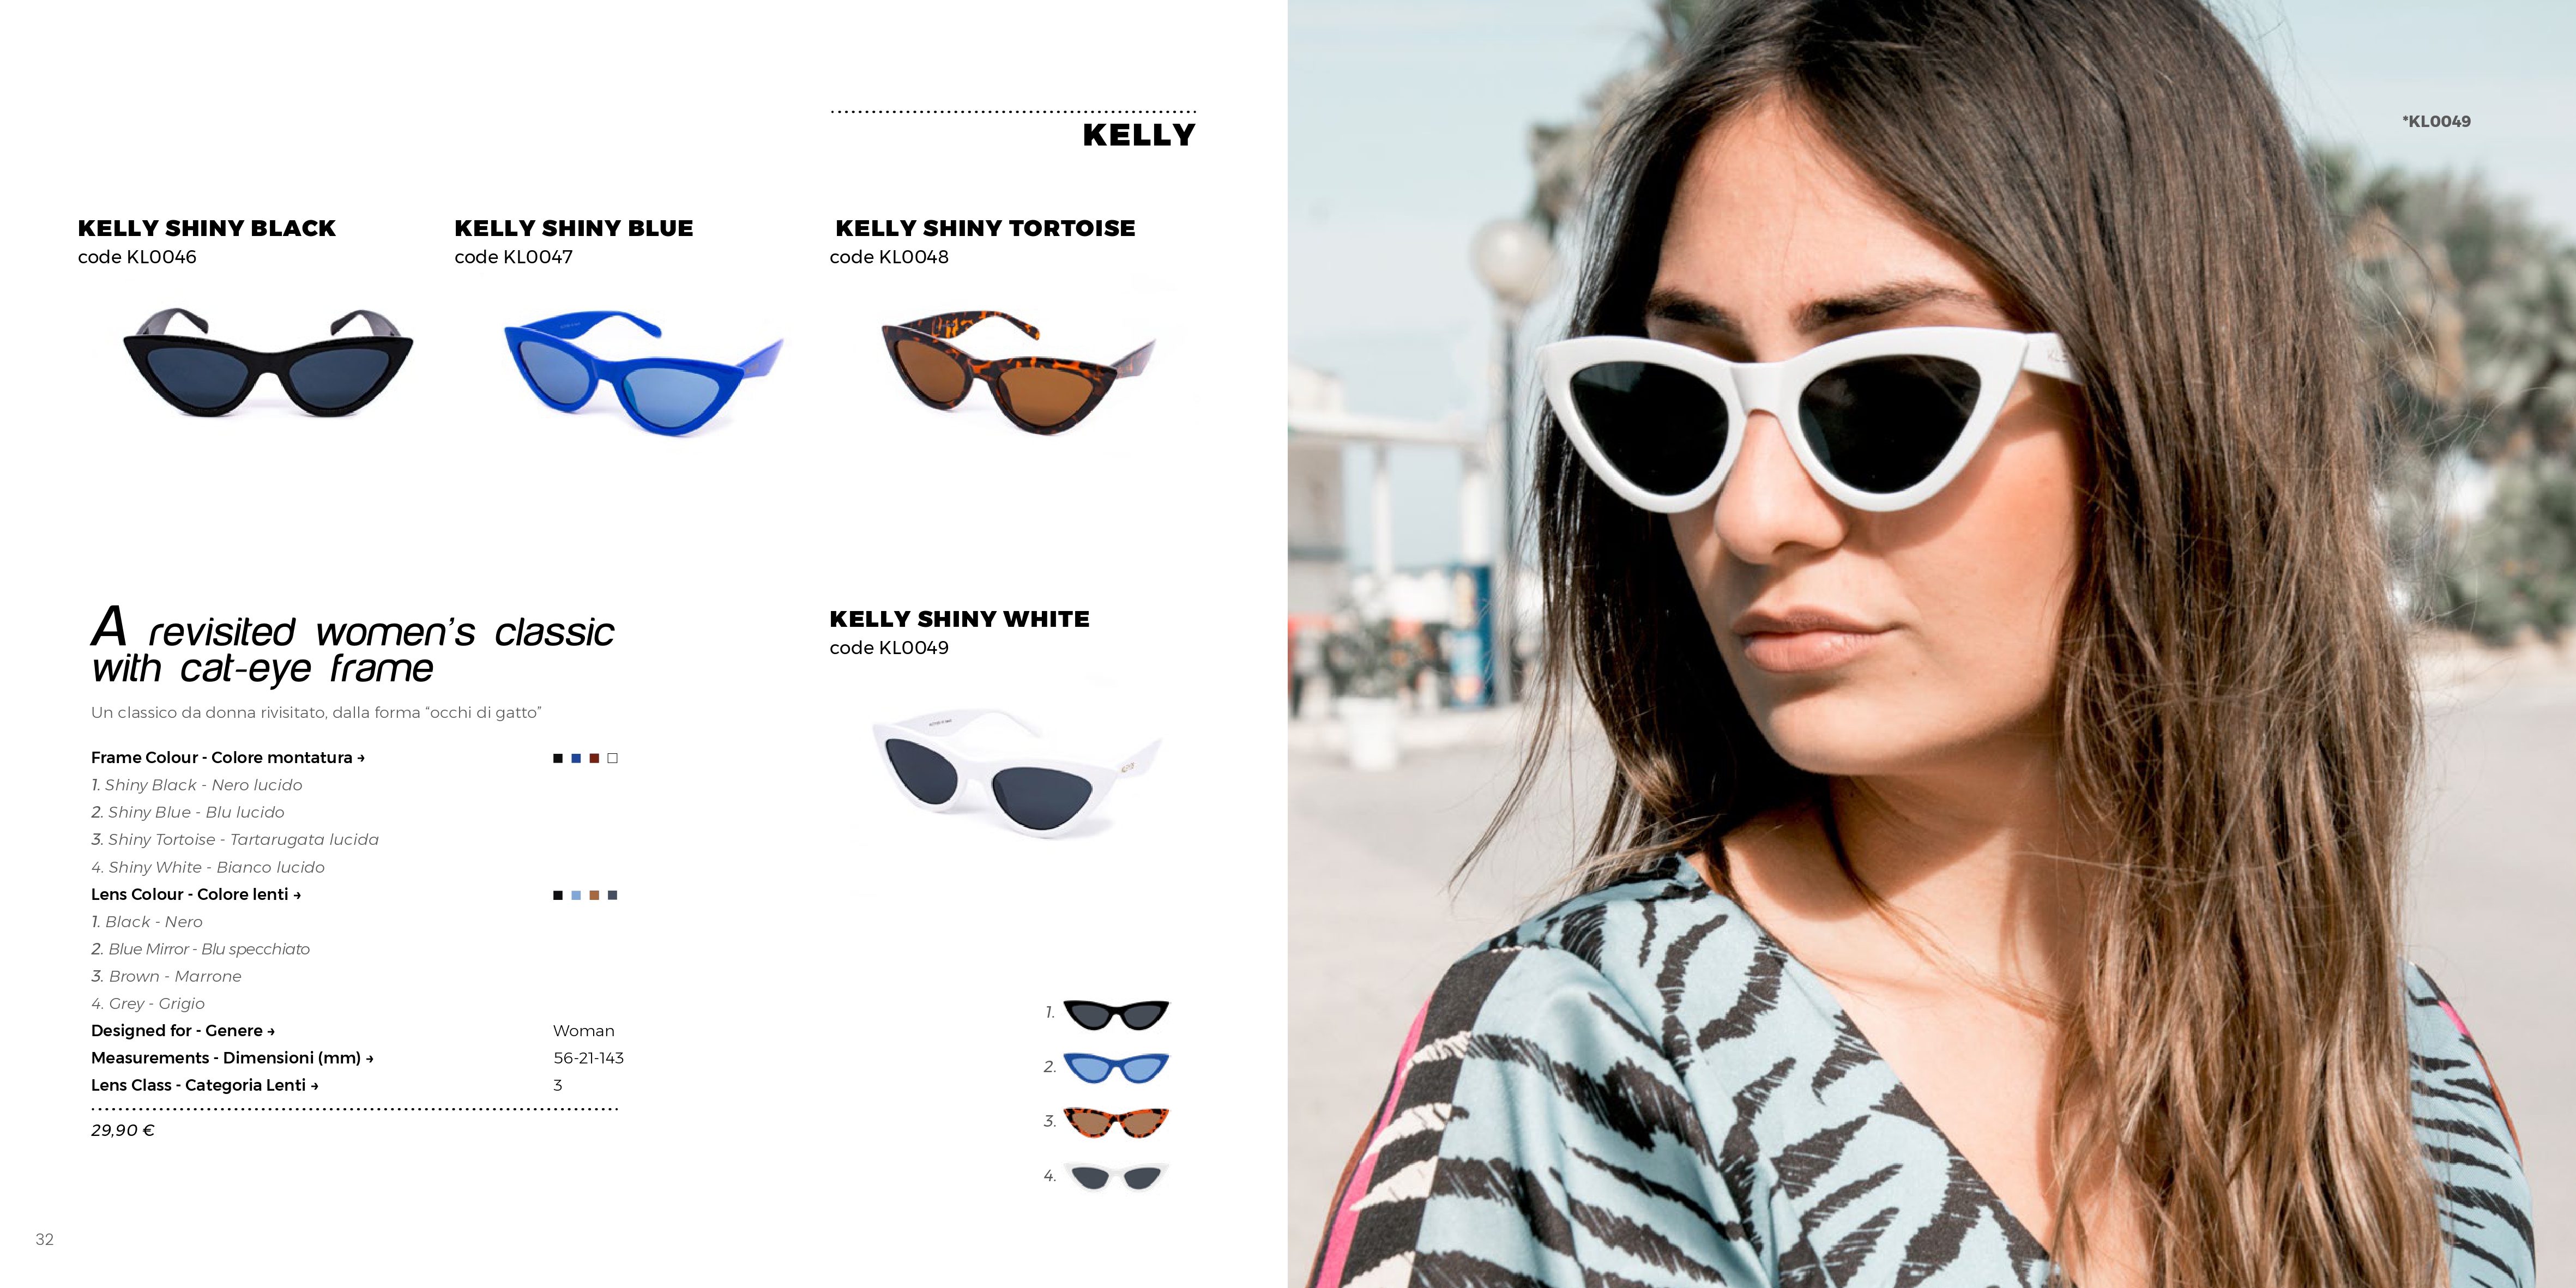 KELLY
KELLY SHINY BLACK
code KL0046
KELLY SHINY BLUE
code KL0047
KELLY SHINY TORTOISE
code KL0048
A revisited women's classic
with cat-eye frame
Un classico da donna rivisitato, dalla forma “occhi di gatto”
Frame Colour - Colore montatura →
1. Shiny Black - Nero lucido
2. Shiny Blue - Blu lucido
3. Shiny Tortoise - Tartarugata lucida
4. Shiny White - Bianco lucido
Lens Colour - Colore lenti →
1. Black - Nero
2. Blue Mirror - Blu specchiato
3. Brown - Marrone
4. Grey - Grigio
Designed for - Genere → Woman
Measurements - Dimensioni (mm) → 56-21-143
Lens Class - Categoria Lenti → 3
29,90 €
KELLY SHINY WHITE
code KL0049
1.
2.
3.
4.
32
*KL0049